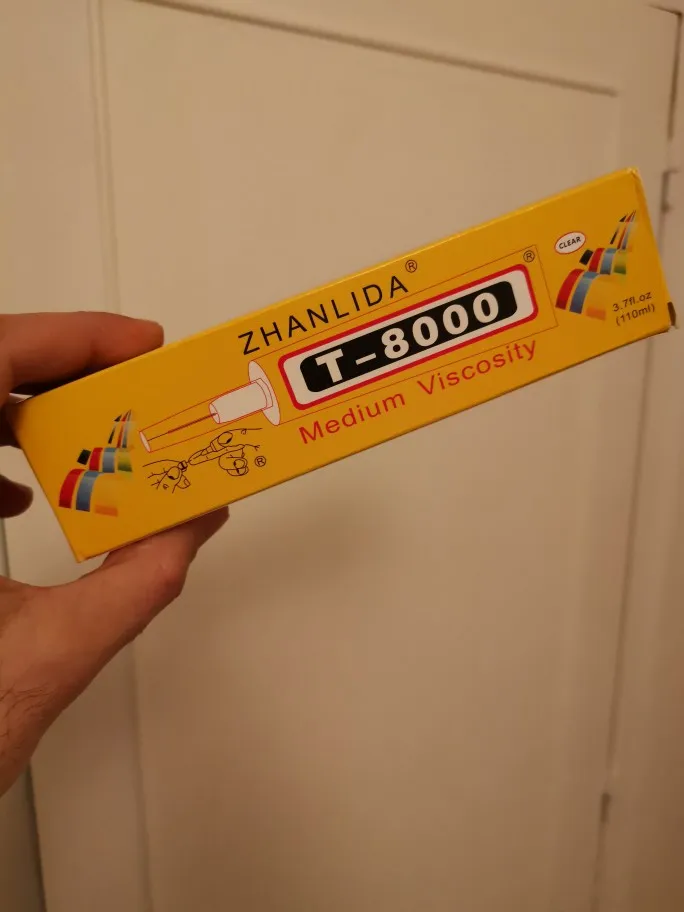 ZHANLIDA®
T-8000
®
Medium Viscosity
®
CLEAR
3.7fl.oz
(110ml)